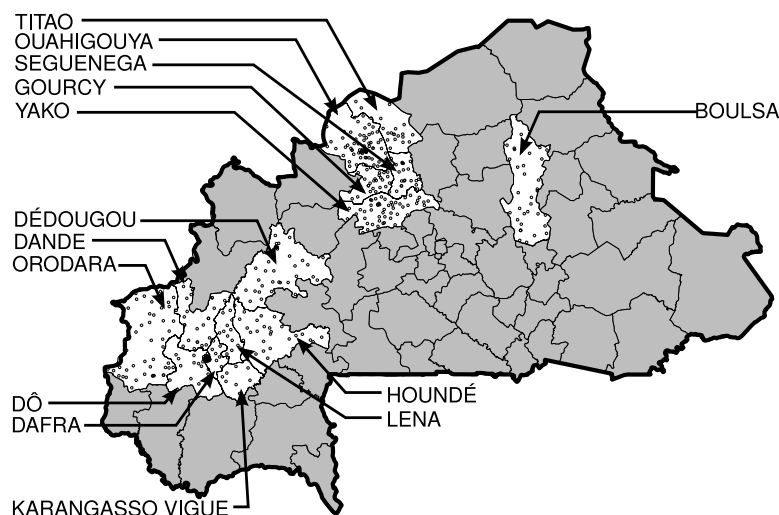 TITAO
OUAHIGOUYA
SEGUENEGA
GOURCY
YAKO
BOULSA
DÉDOUGOU
DANDE
ORODARA
HOUNDÉ
DÔ
LENA
DAFRA
KARANGASSO VIGUE